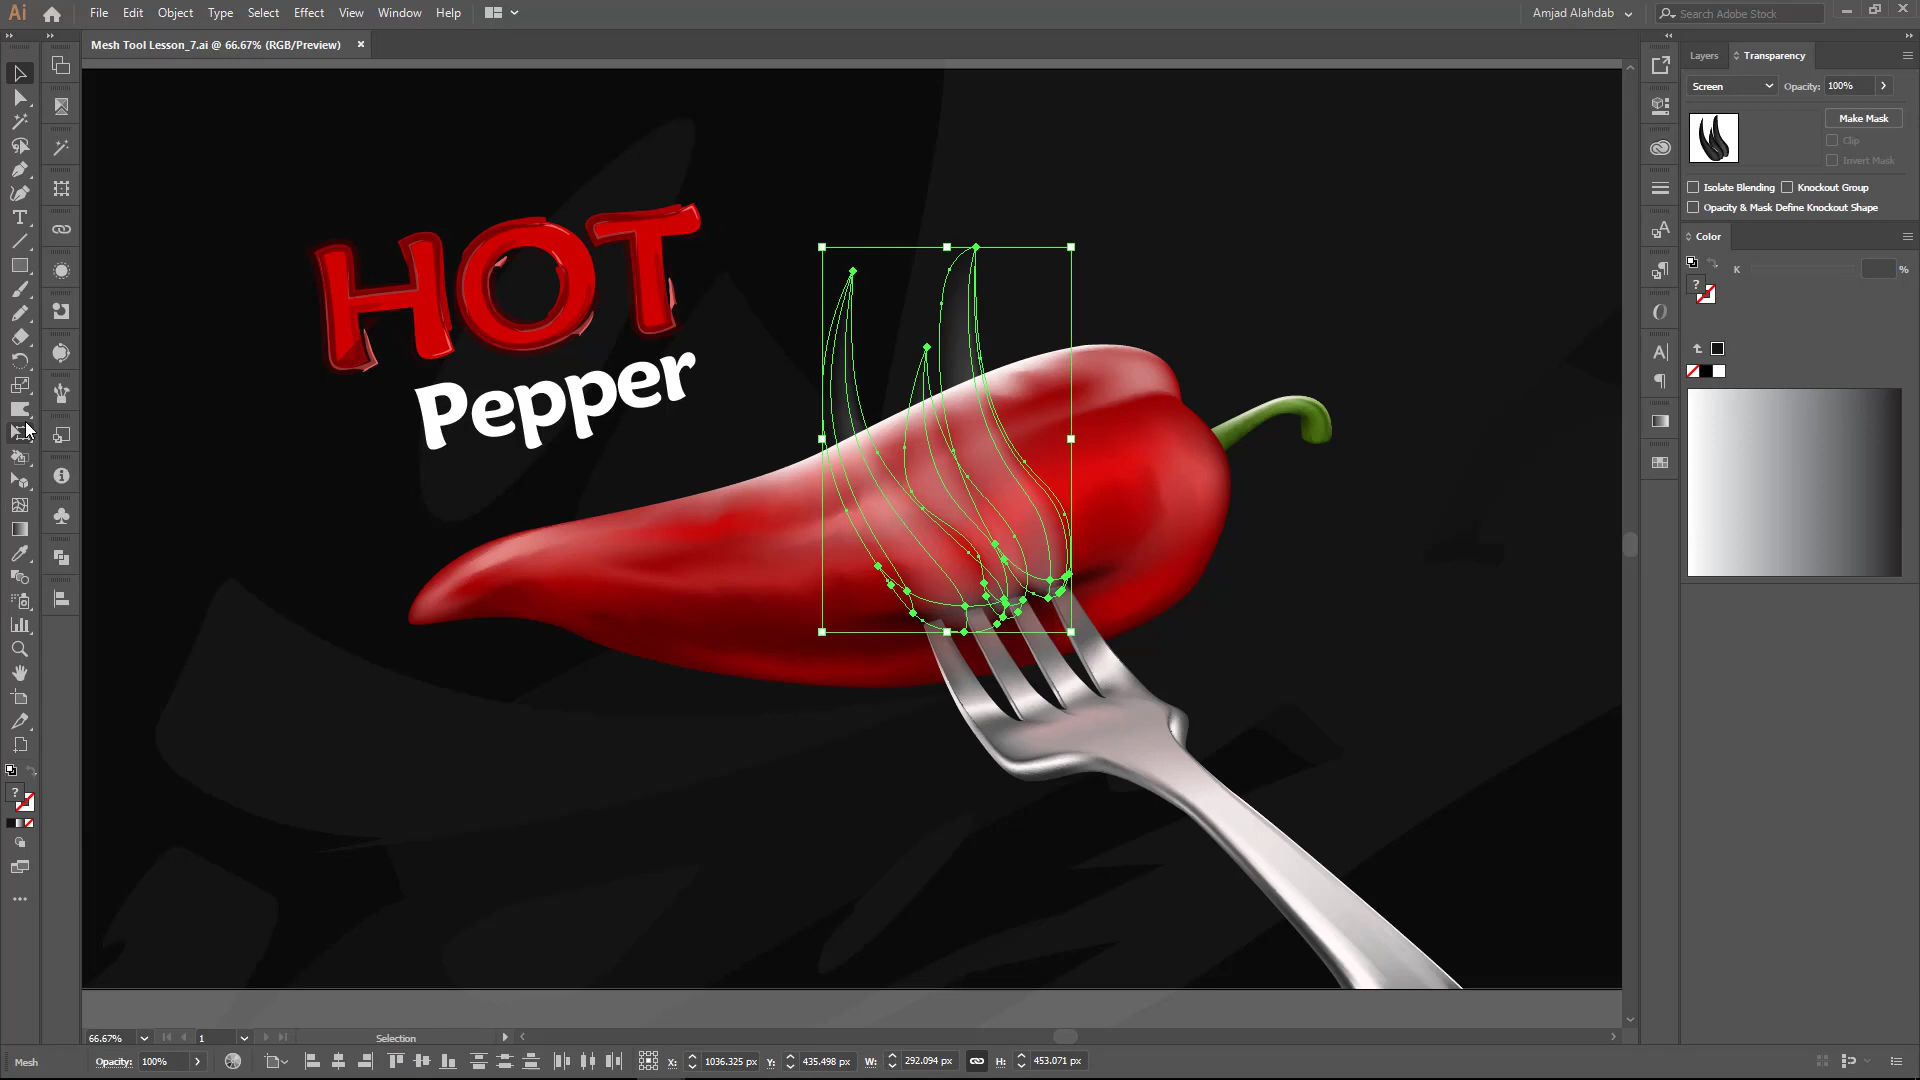 Ai File Edit Object Type Select Effect View Window Help Amjad Alahdab Search Adobe Stock
Mesh Tool Lesson_7.ai @ 66.67% (RGB/Preview)
Layers Transparency
Screen Opacity: 100%
Make Mask
Clip
Invert Mask
Isolate Blending Knockout Group
Opacity & Mask Define Knockout Shape
Color
K %
?
HOT
Pepper
?
66.67% 1 Selection
Mesh Opacity: 100% X: 1036.325 px Y: 435.498 px W: 292.094 px H: 453.071 px